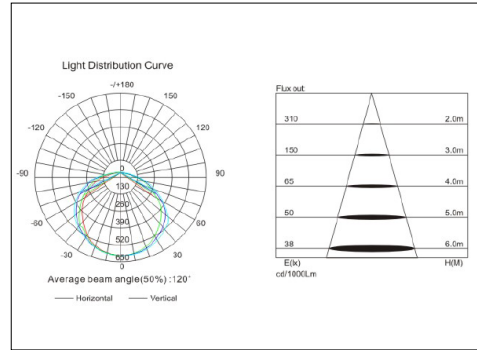 Light Distribution Curve
-/+180
-150
150
-120
120
-90
90
-60
60
-30
30
0
0
130
260
390
520
650
Average beam angle(50%) :120°
Horizontal
Vertical
Flux out:
310
2.0m
150
3.0m
65
4.0m
50
5.0m
38
6.0m
E(lx)
H(M)
cd/1000Lm